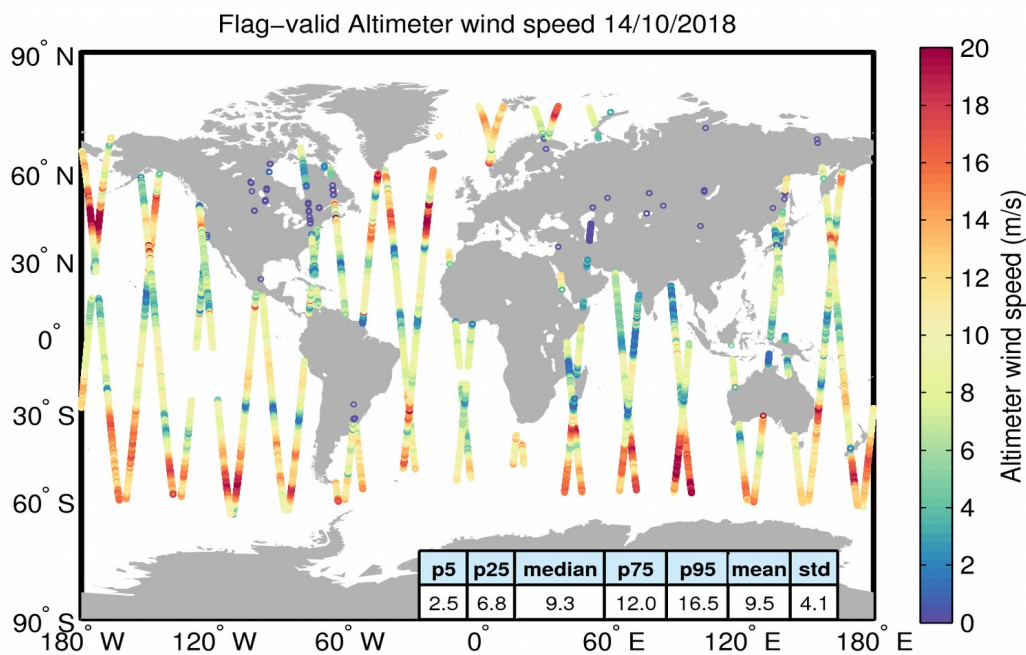 Flag−valid Altimeter wind speed 14/10/2018
90° N
60° N
30° N
0°
30° S
60° S
90° S
180° W
120° W
60° W
0°
60° E
120° E
180° E
p5 p25 median p75 p95 mean std
2.5 6.8 9.3 12.0 16.5 9.5 4.1
20
18
16
14
12
10
8
6
4
2
0
Altimeter wind speed (m/s)